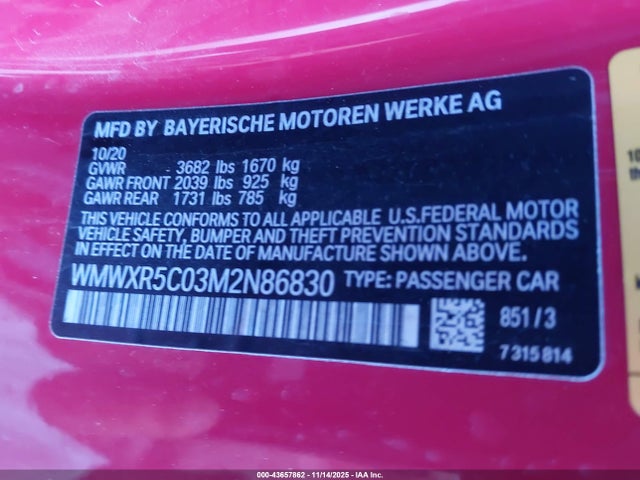 MFD BY BAYERISCHE MOTOREN WERKE AG
10/20
GVWR 3682 lbs 1670 kg
GAWR FRONT 2039 lbs 925 kg
GAWR REAR 1731 lbs 785 kg
THIS VEHICLE CONFORMS TO ALL APPLICABLE U.S.FEDERAL MOTOR
VEHICLE SAFETY, BUMPER AND THEFT PREVENTION STANDARDS
IN EFFECT ON THE DATE OF MANUFACTURE SHOWN ABOVE.
WMWXR5C03M2N86830 TYPE: PASSENGER CAR
851/3
7315814
10
000-43657862 - 11/14/2025 - IAA Inc.